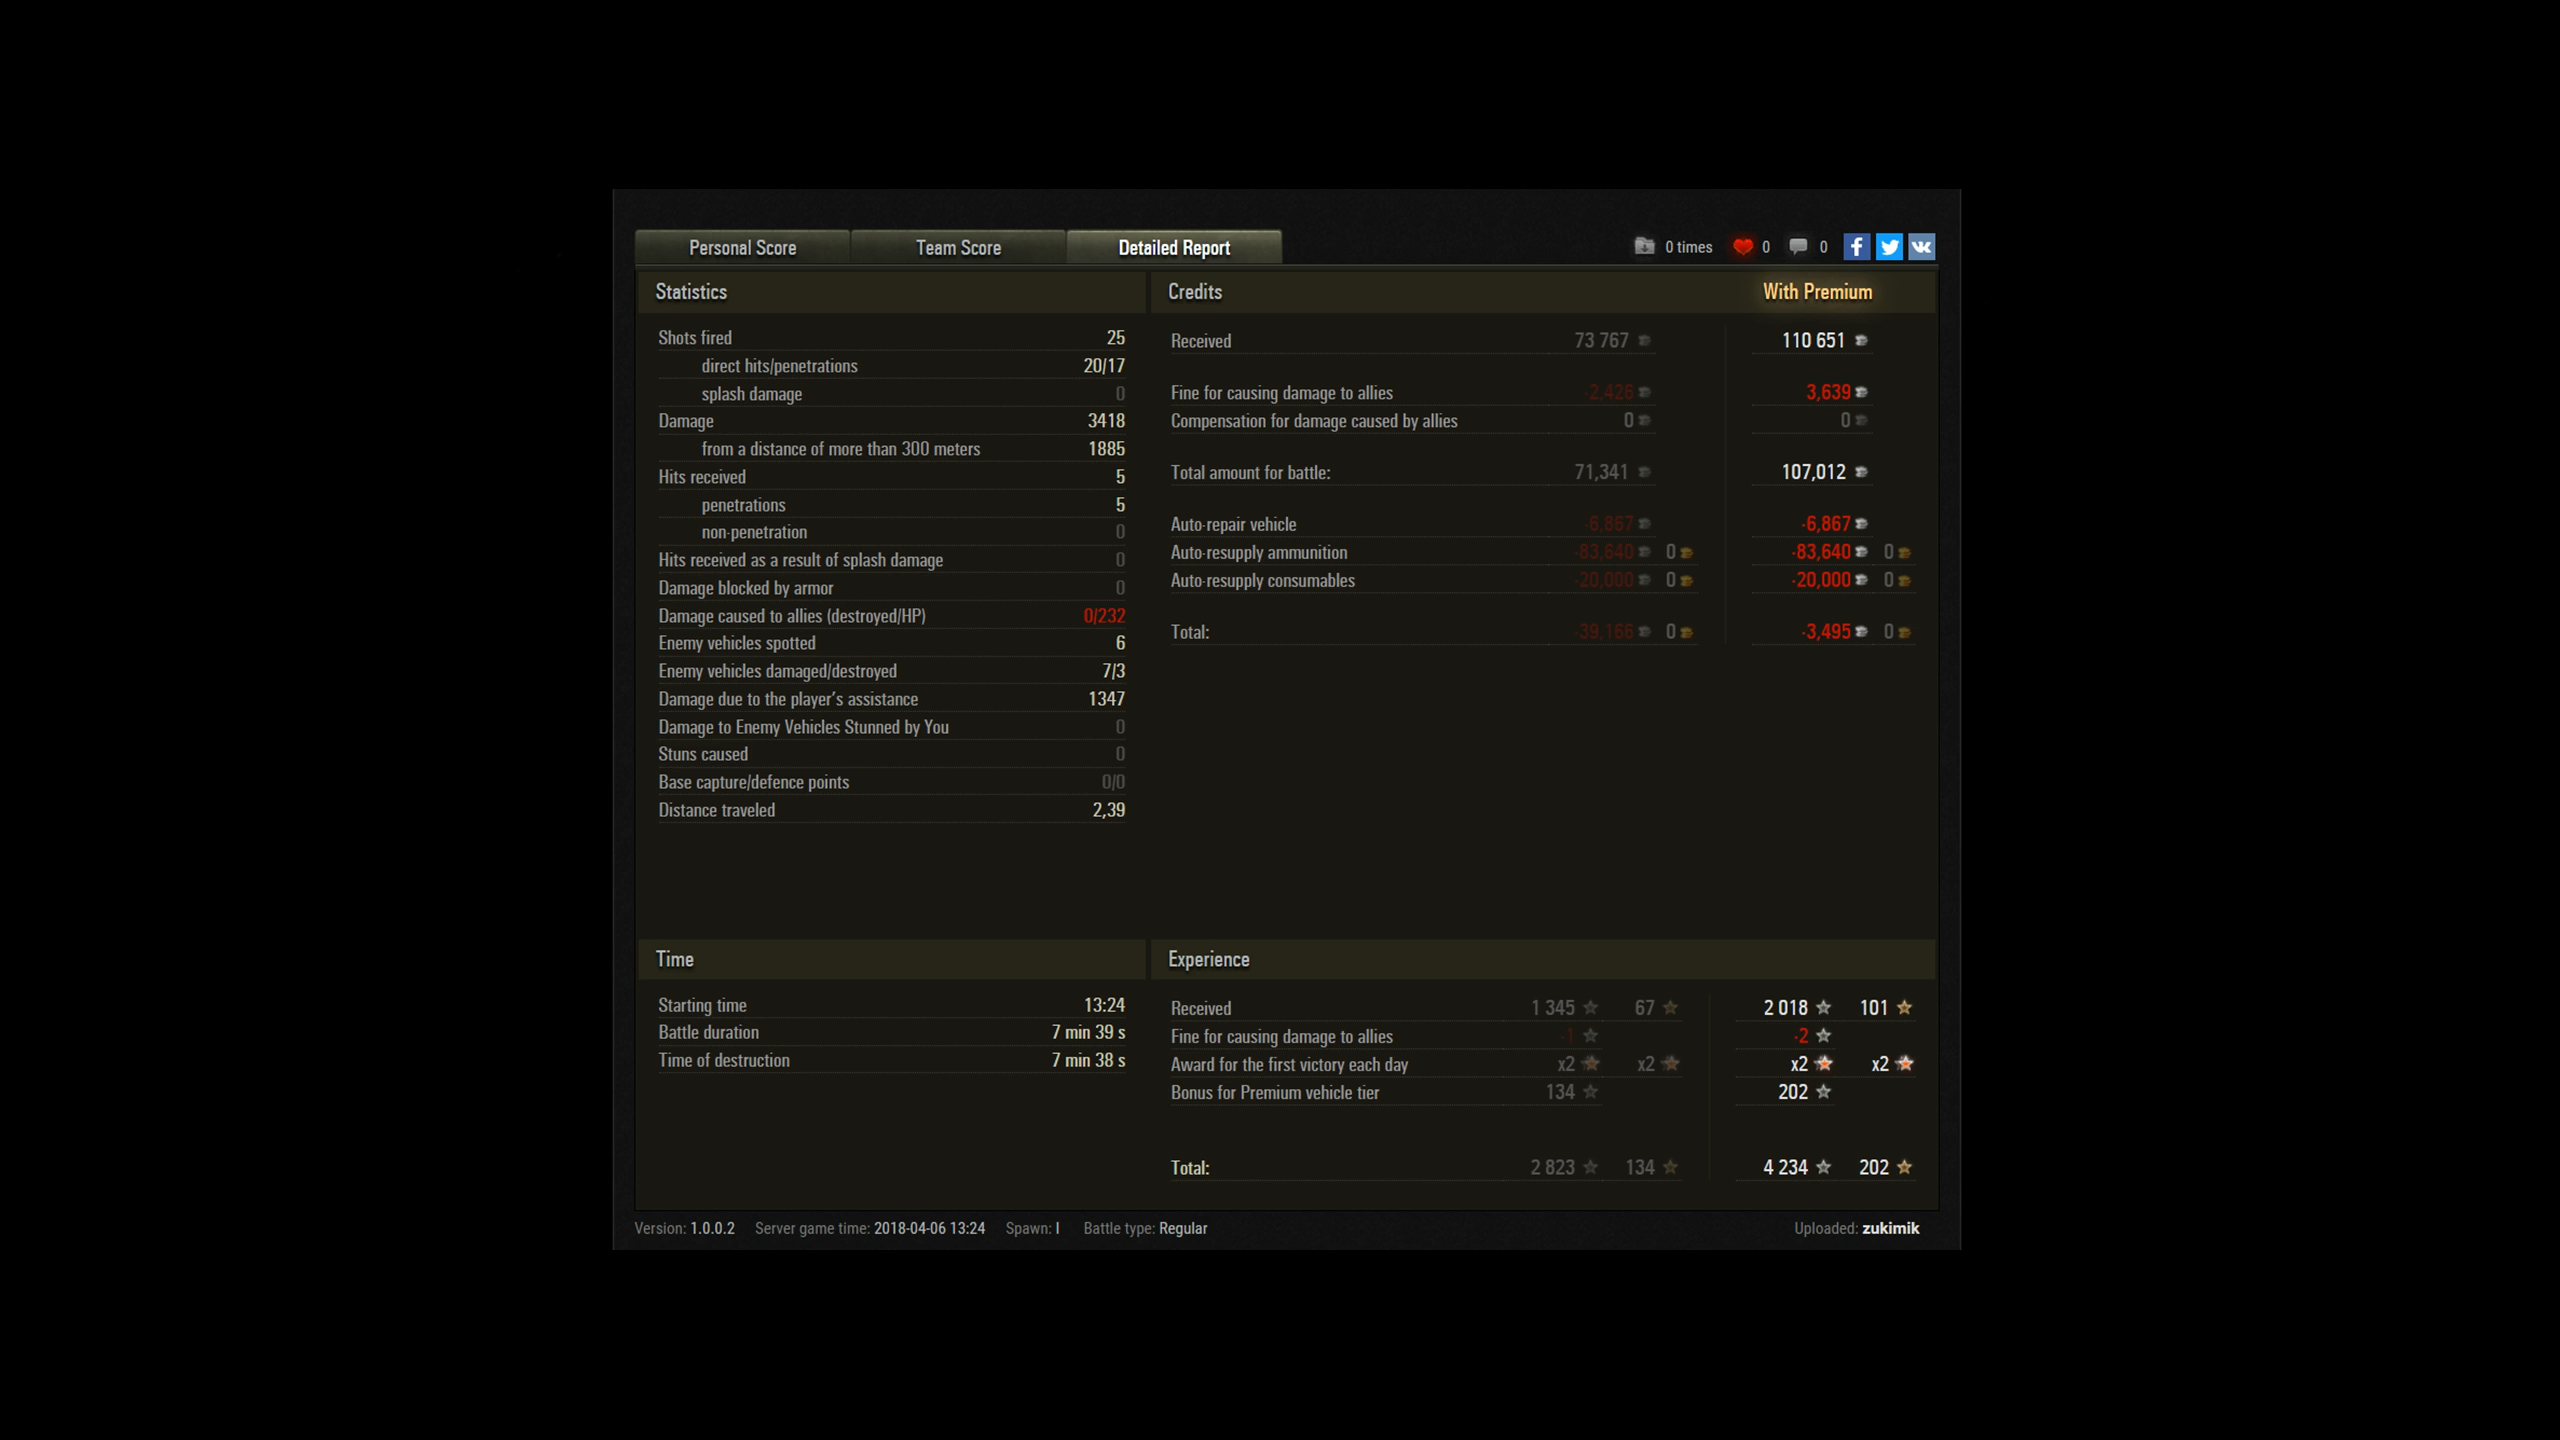 Personal Score Team Score Detailed Report 0 times 0 0
Statistics
Shots fired 25
direct hits/penetrations 20/17
splash damage 0
Damage 3418
from a distance of more than 300 meters 1885
Hits received 5
penetrations 5
non-penetration 0
Hits received as a result of splash damage 0
Damage blocked by armor 0
Damage caused to allies (destroyed/HP) 0/232
Enemy vehicles spotted 6
Enemy vehicles damaged/destroyed 7/3
Damage due to the player's assistance 1347
Damage to Enemy Vehicles Stunned by You 0
Stuns caused 0
Base capture/defence points 0/0
Distance traveled 2,39
Credits With Premium
Received 73 767 110 651
Fine for causing damage to allies -2,426 3,639
Compensation for damage caused by allies 0 0
Total amount for battle: 71,341 107,012
Auto-repair vehicle -6,867 -6,867
Auto-resupply ammunition -83,640 0 -83,640 0
Auto-resupply consumables -20,000 0 -20,000 0
Total: -39,166 0 -3,495 0
Time
Starting time 13:24
Battle duration 7 min 39 s
Time of destruction 7 min 38 s
Experience
Received 1 345 67 2 018 101
Fine for causing damage to allies -1 -2
Award for the first victory each day x2 x2 x2 x2
Bonus for Premium vehicle tier 134 202
Total: 2 823 134 4 234 202
Version: 1.0.0.2 Server game time: 2018-04-06 13:24 Spawn: I Battle type: Regular Uploaded: zukimik